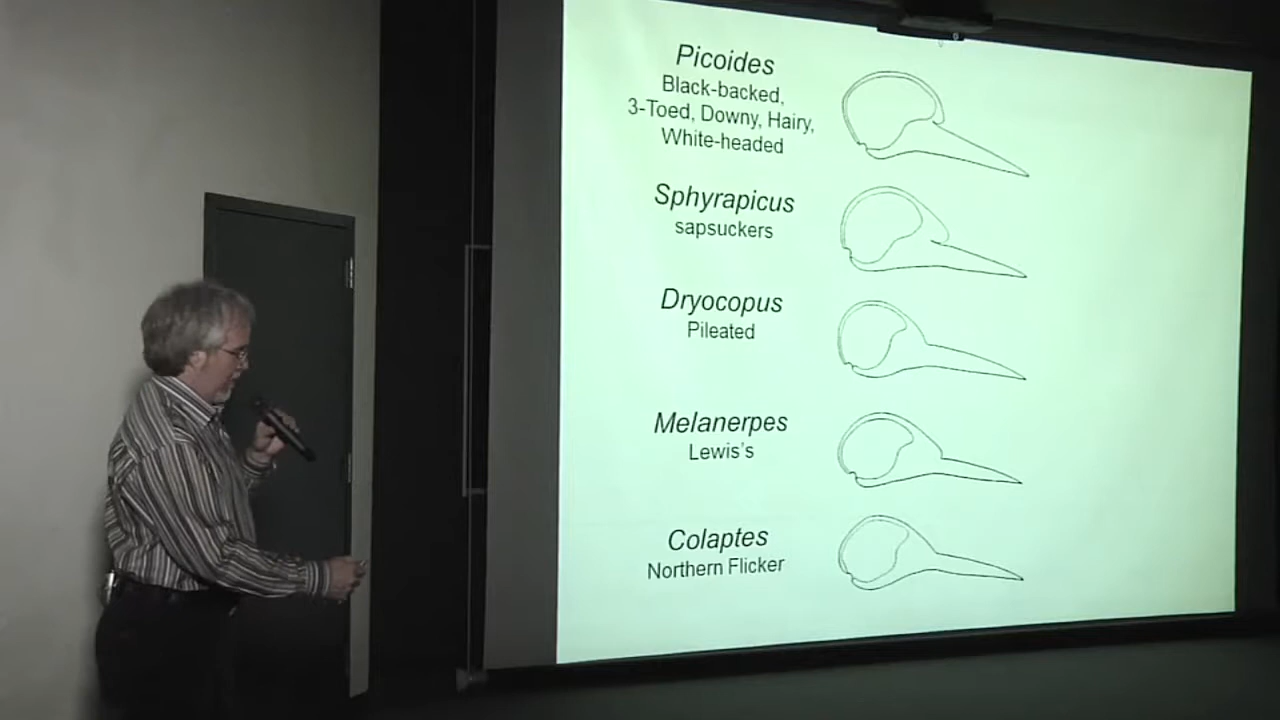 Picoides
Black-backed,
3-Toed, Downy, Hairy,
White-headed
Sphyrapicus
sapsuckers
Dryocopus
Pileated
Melanerpes
Lewis's
Colaptes
Northern Flicker